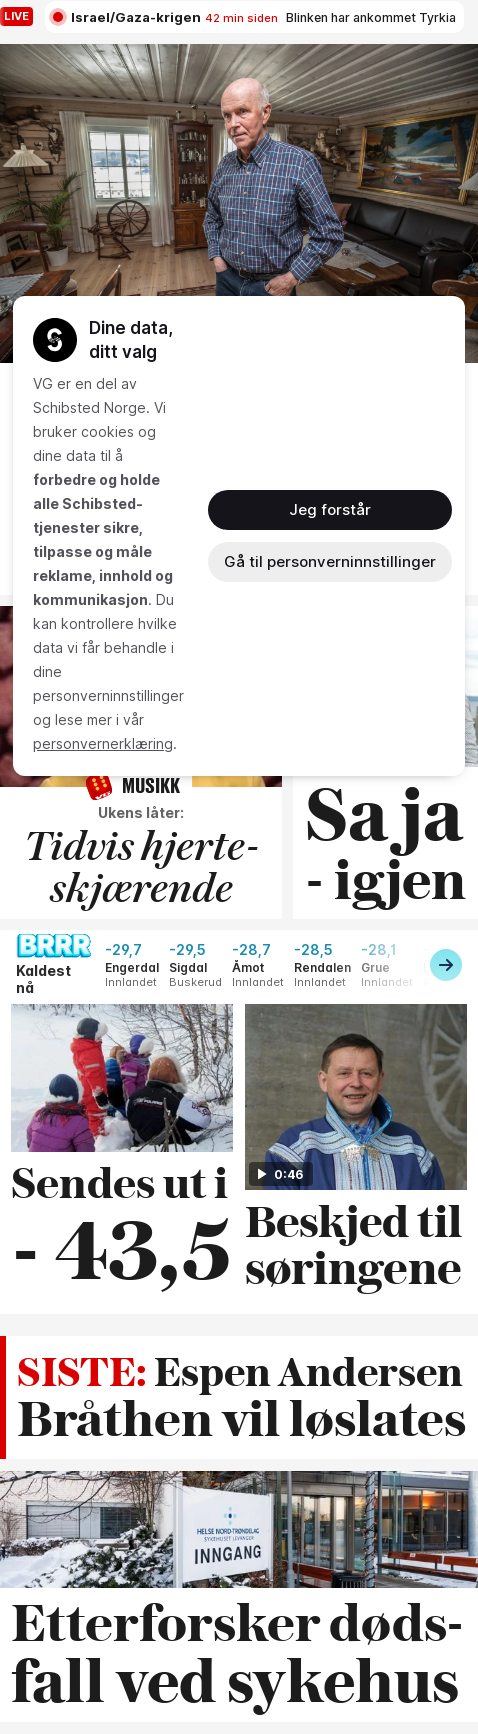 LIVE
Israel/Gaza-krigen 42 min siden Blinken har ankommet Tyrkia
Dine data,
ditt valg
VG er en del av
Schibsted Norge. Vi
bruker cookies og
dine data til å
forbedre og holde
alle Schibsted-
tjenester sikre,
tilpasse og måle
reklame, innhold og
kommunikasjon. Du
kan kontrollere hvilke
data vi får behandle i
dine
personverninnstillinger
og lese mer i vår
personvernerklæring.
Jeg forstår
Gå til personverninnstillinger
MUSIKK
Ukens låter:
Tidvis hjerte-
skjærende
Sa ja
- igjen
BRRR
Kaldest
nå
-29,7
Engerdal
Innlandet
-29,5
Sigdal
Buskerud
-28,7
Åmot
Innlandet
-28,5
Rendalen
Innlandet
-28,1
Grue
Innlandet
Sendes ut i
- 43,5
0:46
Beskjed til
søringene
SISTE: Espen Andersen
Bråthen vil løslates
HELSE NORD-TRØNDELAG
SYKEHUSET LEVANGER
INNGANG
Etterforsker døds-
fall ved sykehus